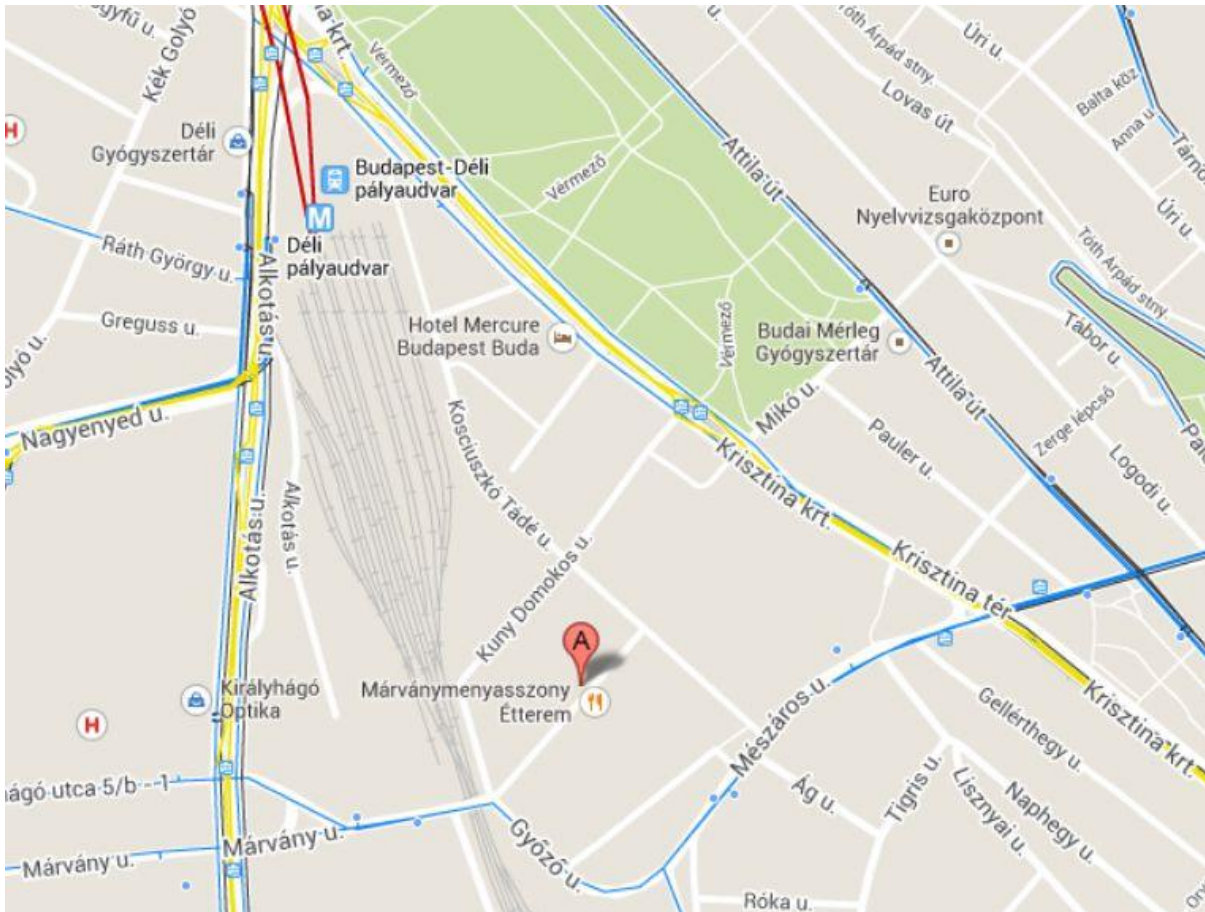 Kék Golyó
na krt.
Vérmező
Úri u.
Tóth Árpád stny.
Lovas út
Balta köz
Anna u.
H
Déli
Gyógyszertár
Budapest-Déli
pályaudvar
M
Déli
pályaudvar
Attila út
Vérmező
Euro
Nyelvvizsgaközpont
Úri u.
Tóth Árpád stny.
Ráth György u.
Alkotás u.
Greguss u.
Hotel Mercure
Budapest Buda
Vérmező
Budai Mérleg
Gyógyszertár
Tábor u.
Attila út
Mikó u.
Zerge lépcső
Nagyenyed u.
Kosciuszkó Tádé u.
Krisztina krt.
Pauler u.
Logodi u.
Alkotás u.
Alkotás u.
Kuny Domokos u.
Krisztina tér
A
Márványmenyasszony
Étterem
Királyhágó
Optika
H
Mészáros u.
Gellérthegy u.
Krisztina krt.
hágó utca 5/b - 1
Ág u.
Tigris u.
Lisznyai u.
Naphegy u.
Márvány u.
Márvány u.
Győző u.
Róka u.